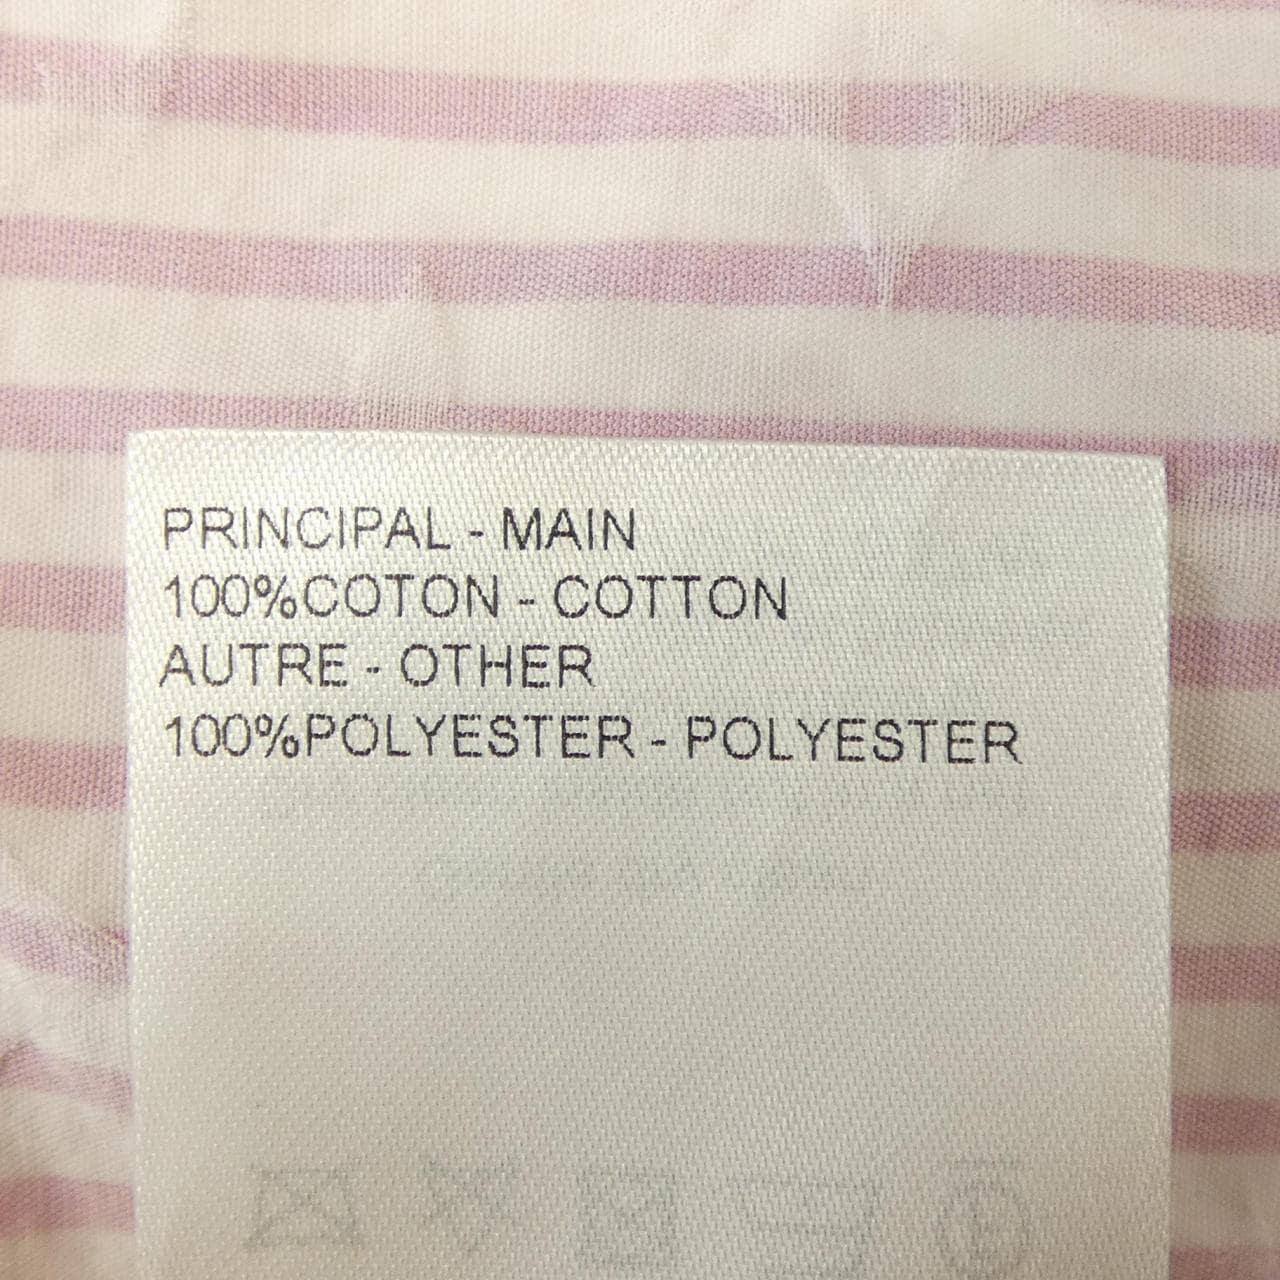 PRINCIPAL - MAIN
100%COTON - COTTON
AUTRE - OTHER
100%POLYESTER - POLYESTER